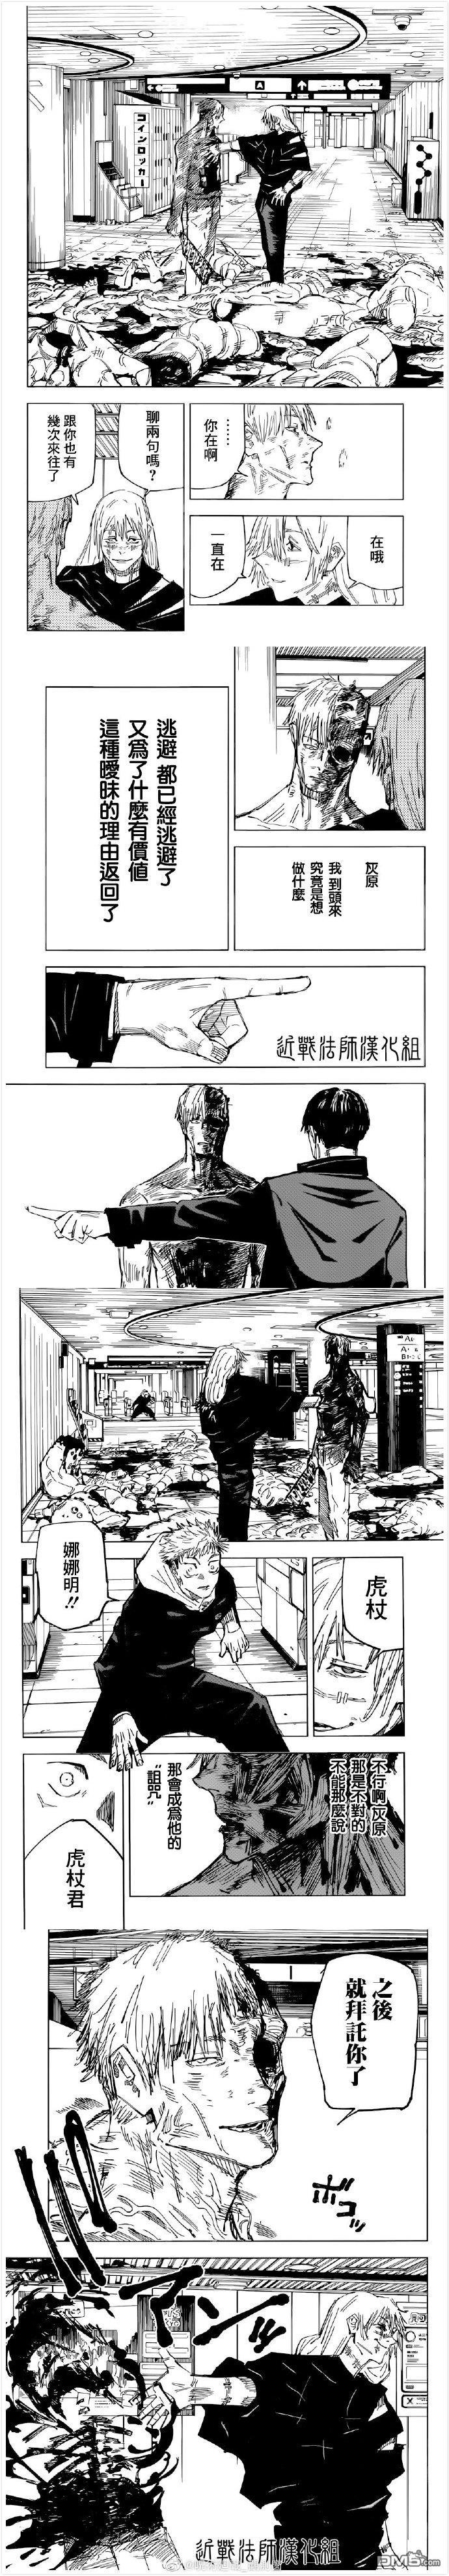 コインロッカー
A
……
你在啊
在哦
一直在
聊兩句嗎？
跟你也有
幾次來往了
灰原
我 到頭來
究竟是想
做什麼
逃避 都已經逃避了
又為了什麼有價值
這種曖昧的理由返回了
近戰法師漢化組
虎杖
娜娜明!!
不行啊 灰原
那是不對的
不能那麼說
那會成為他的
“詛咒”
虎杖君
之後
就拜託你了
ボコッ
パァンッ
近戰法師漢化組